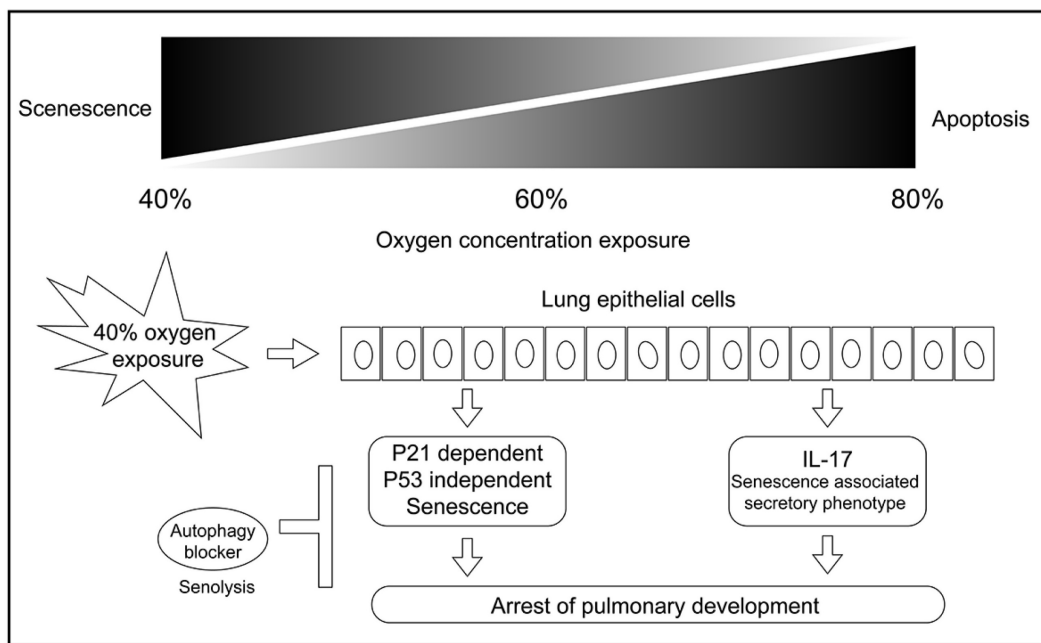 Scenescence
Apoptosis
40%
60%
80%
Oxygen concentration exposure
Lung epithelial cells
40% oxygen
exposure
P21 dependent
P53 independent
Senescence
IL-17
Senescence associated
secretory phenotype
Autophagy
blocker
Senolysis
Arrest of pulmonary development